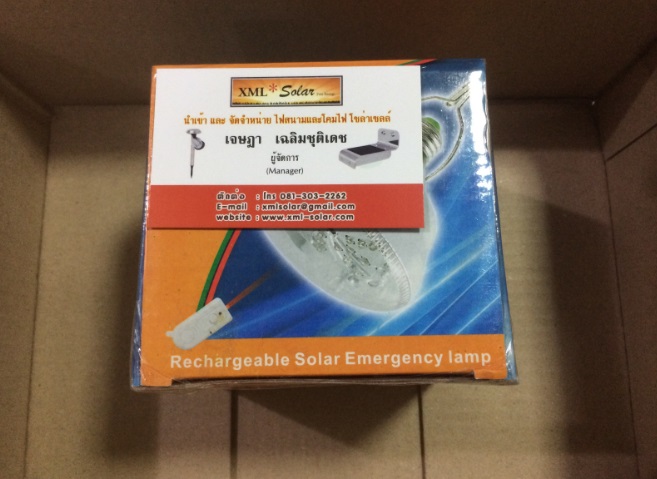 XML*Solar
นำเข้า และ จัดจำหน่าย ไฟสนามและโคมไฟ โซล่าเซลล์
เจษฎา เฉลิมชุติเดช
ผู้จัดการ
(Manager)
ติดต่อ : โทร 081-303-2262
E-mail : xmlsolar@gmail.com
website : www.xml-solar.com
Rechargeable Solar Emergency lamp